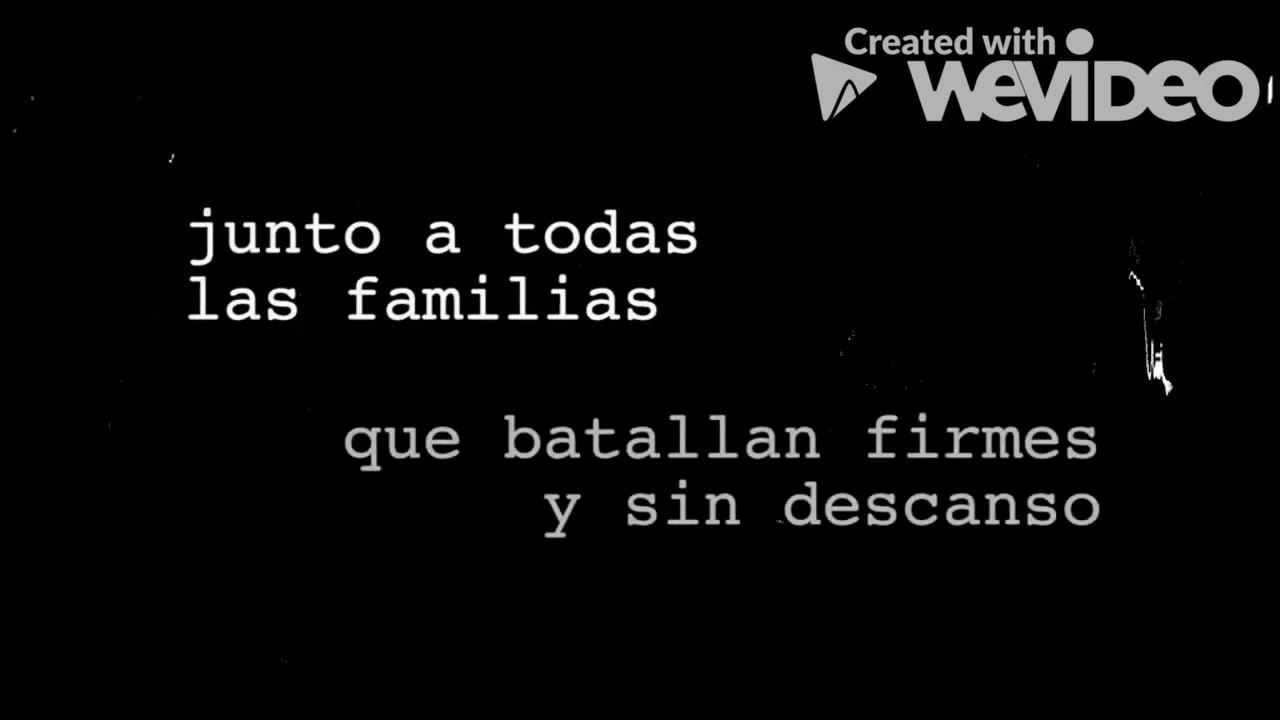 Created with
WEVIDEO
junto a todas
las familias
que batallan firmes
y sin descanso